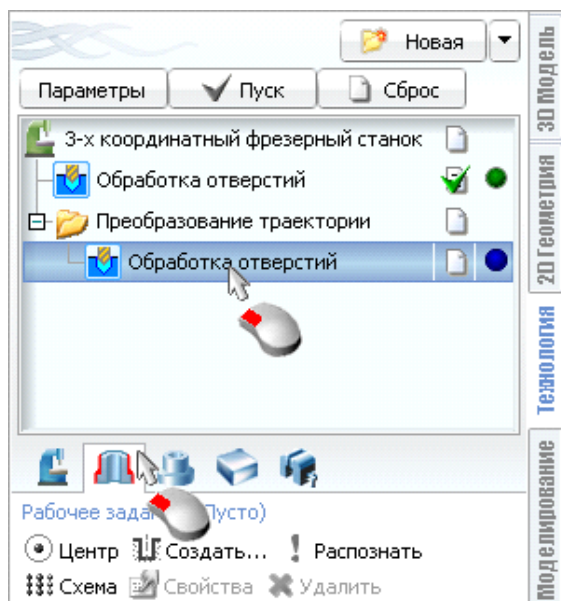 Новая
Параметры Пуск Сброс
3-х координатный фрезерный станок
Обработка отверстий
Преобразование траектории
Обработка отверстий
Рабочее Пусто)
Центр Создать... Распознать
Схема Свойства Удалить
3D Модель
2D Геометрия
Технология
Моделирование